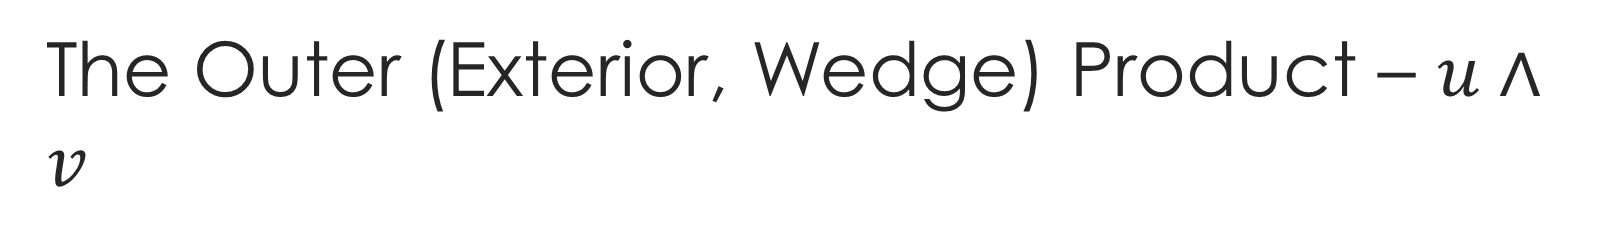 The Outer (Exterior, Wedge) Product – 𝑢 ∧
𝑣